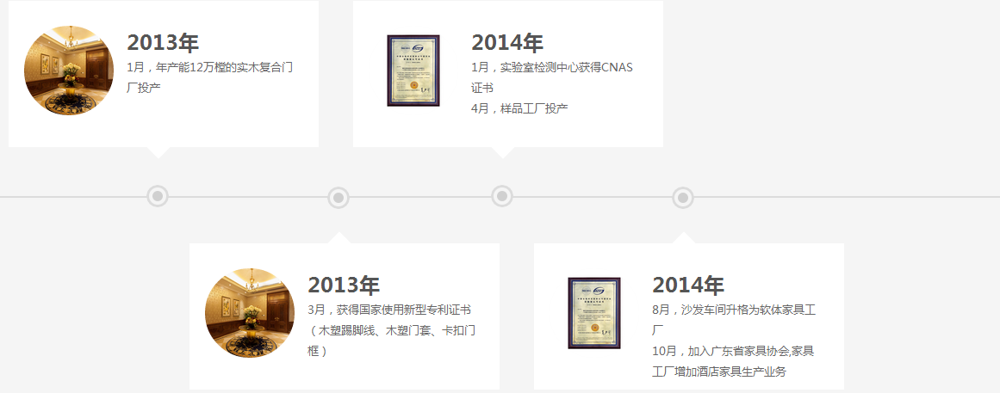 2013年
1月，年产能12万樘的实木复合门
厂投产
2014年
1月，实验室检测中心获得CNAS
证书
4月，样品工厂投产
2013年
3月，获得国家使用新型专利证书
（木塑踢脚线、木塑门套、卡扣门
框）
2014年
8月，沙发车间升格为软体家具工
厂
10月，加入广东省家具协会,家具
工厂增加酒店家具生产业务